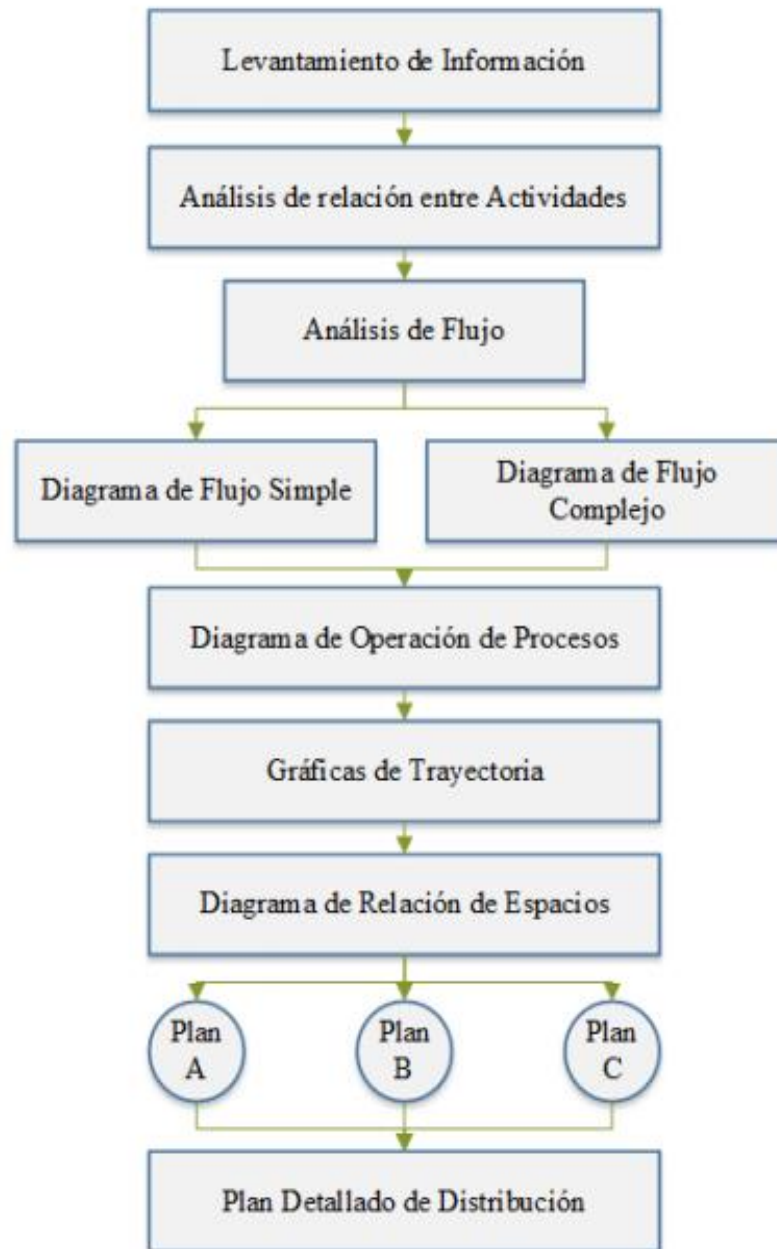 Levantamiento de Información
Análisis de relación entre Actividades
Análisis de Flujo
Diagrama de Flujo Simple
Diagrama de Flujo
Complejo
Diagrama de Operación de Procesos
Gráficas de Trayectoria
Diagrama de Relación de Espacios
Plan
A
Plan
B
Plan
C
Plan Detallado de Distribución